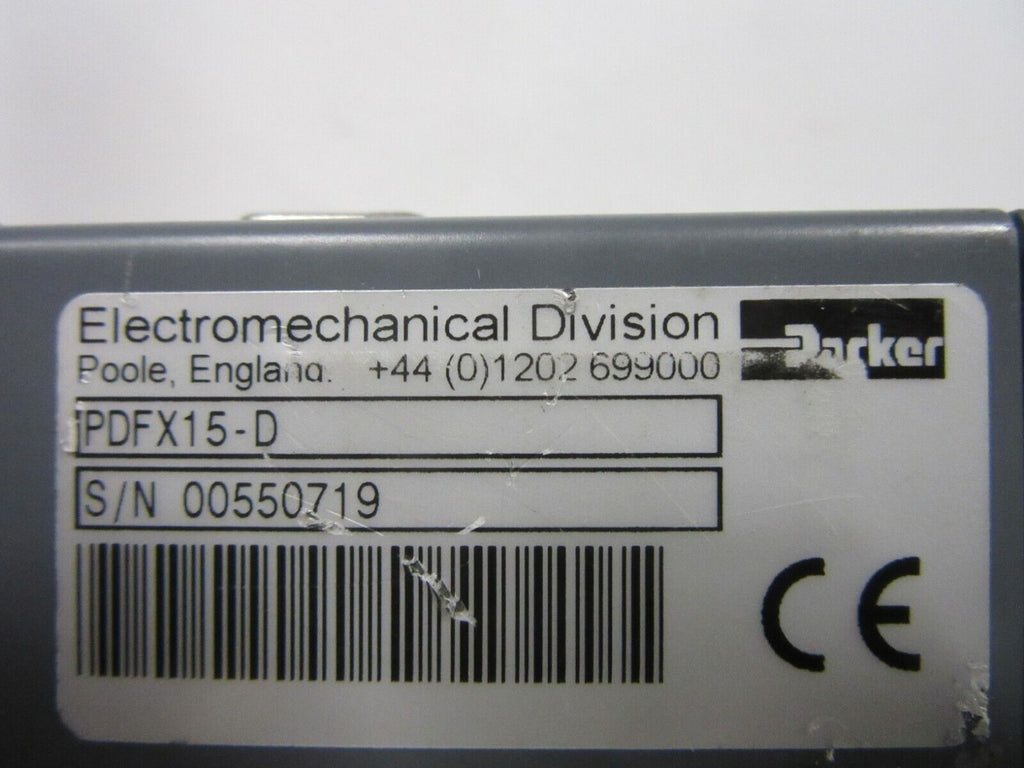 Electromechanical Division
Parker
Poole, England. +44 (0)1202 699000
PDFX15-D
S/N 00550719
CE